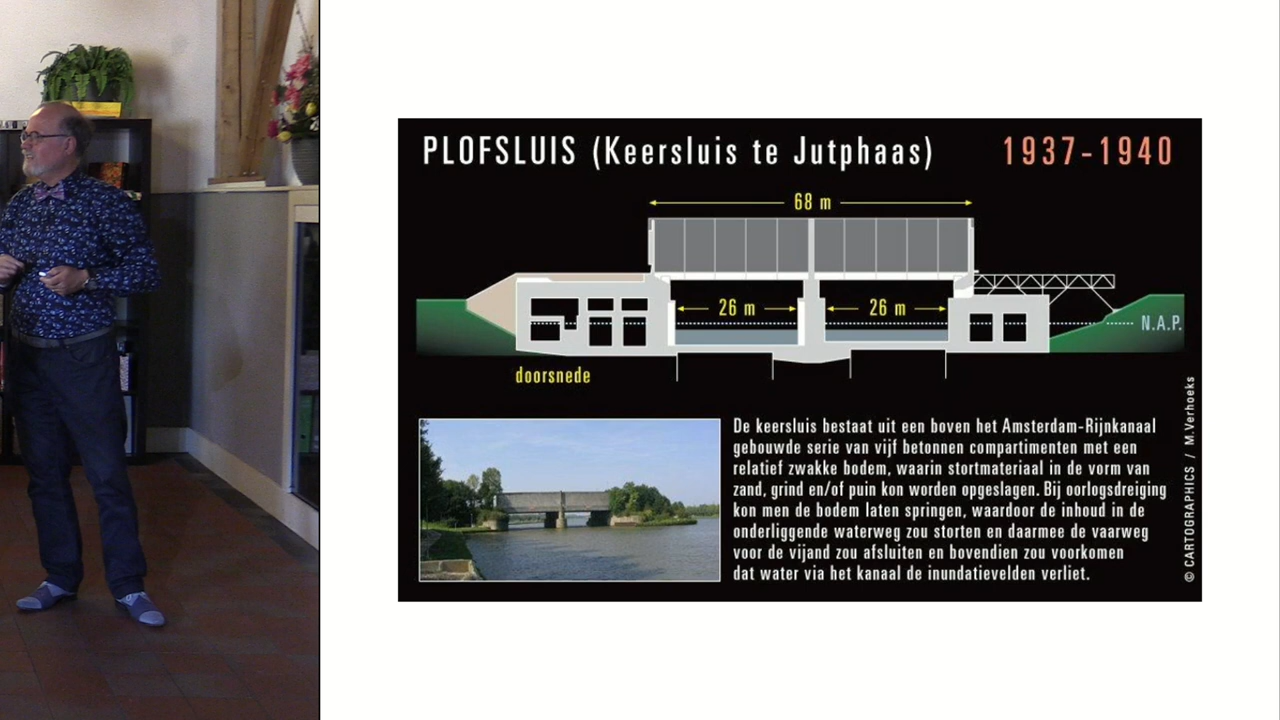 PLOFSLUIS (Keersluis te Jutphaas)
1937-1940
68 m
26 m
26 m
N.A.P.
doorsnede
De keersluis bestaat uit een boven het Amsterdam-Rijnkanaal
gebouwde serie van vijf betonnen compartimenten met een
relatief zwakke bodem, waarin stortmateriaal in de vorm van
zand, grind en/of puin kon worden opgeslagen. Bij oorlogsdreiging
kon men de bodem laten springen, waardoor de inhoud in de
onderliggende waterweg zou storten en daarmee de vaarweg
voor de vijand zou afsluiten en bovendien zou voorkomen
dat water via het kanaal de inundatievelden verliet.
© CARTOGRAPHICS / M.Verhoeks